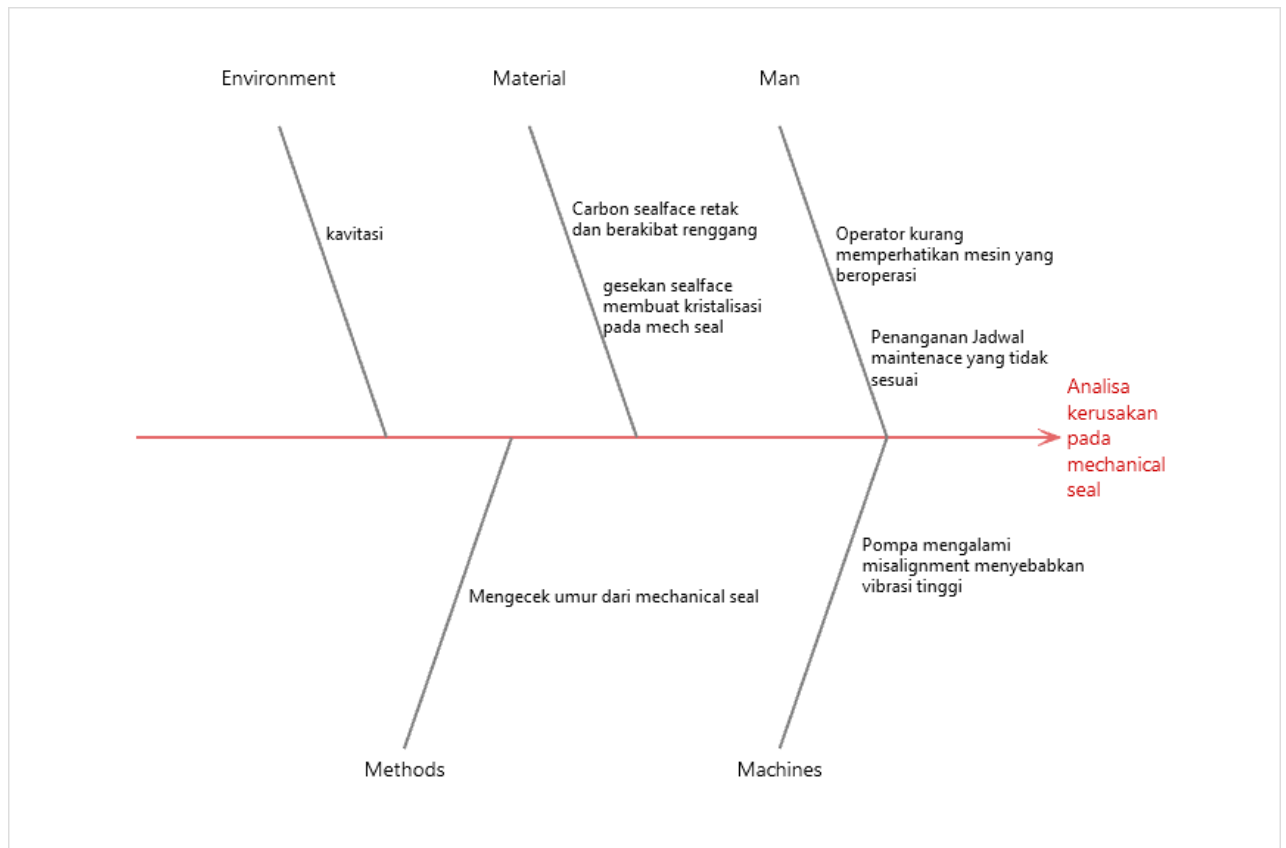 Environment
Material
Man
kavitasi
Carbon sealface retak
dan berakibat renggang
gesekan sealface
membuat kristalisasi
pada mech seal
Operator kurang
memperhatikan mesin yang
beroperasi
Penanganan Jadwal
maintenace yang tidak
sesuai
Analisa
kerusakan
pada
mechanical
seal
Mengecek umur dari mechanical seal
Pompa mengalami
misalignment menyebabkan
vibrasi tinggi
Methods
Machines